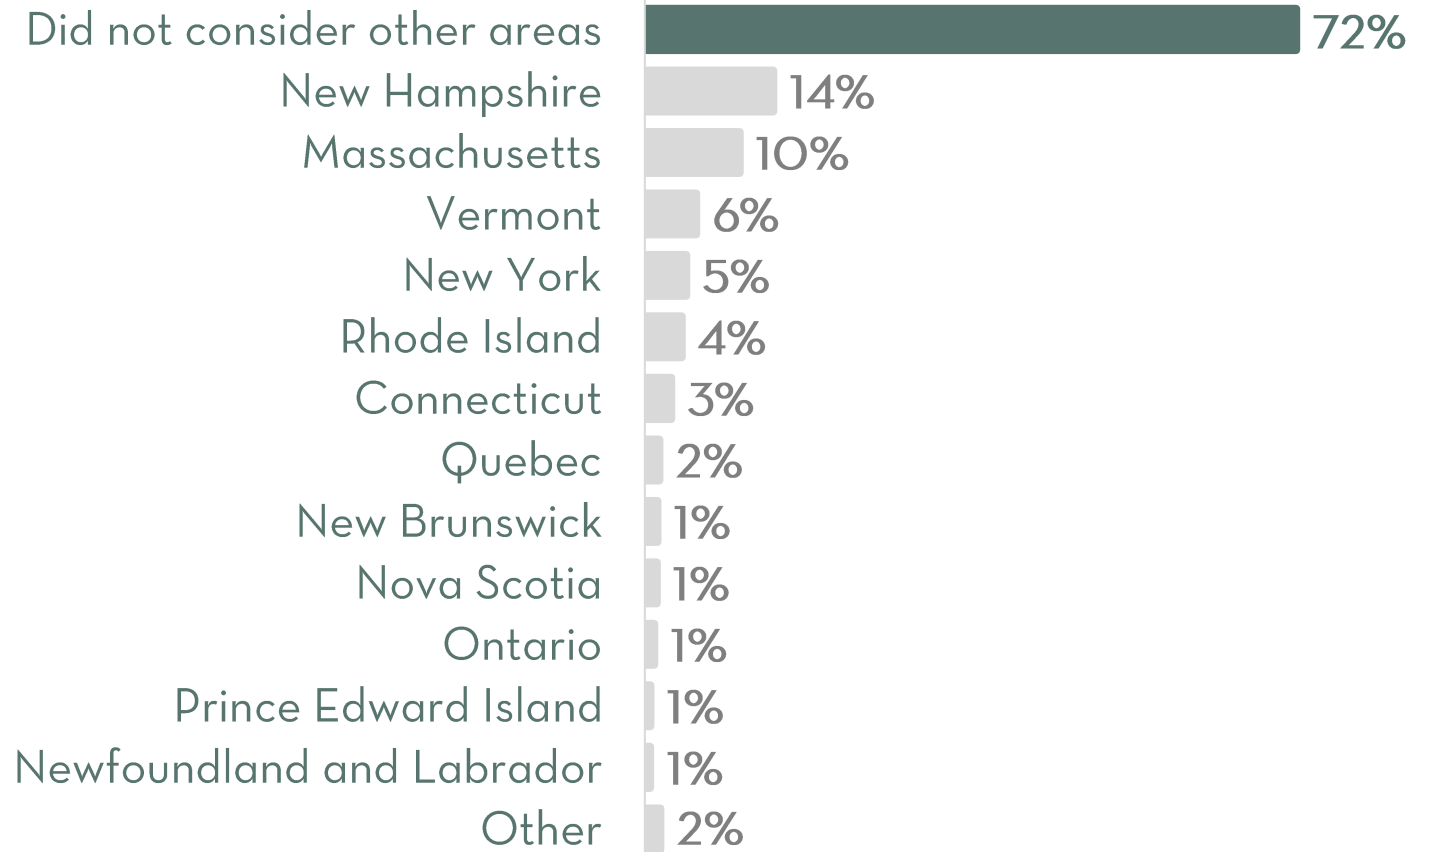 Did not consider other areas 72%
New Hampshire 14%
Massachusetts 10%
Vermont 6%
New York 5%
Rhode Island 4%
Connecticut 3%
Quebec 2%
New Brunswick 1%
Nova Scotia 1%
Ontario 1%
Prince Edward Island 1%
Newfoundland and Labrador 1%
Other 2%